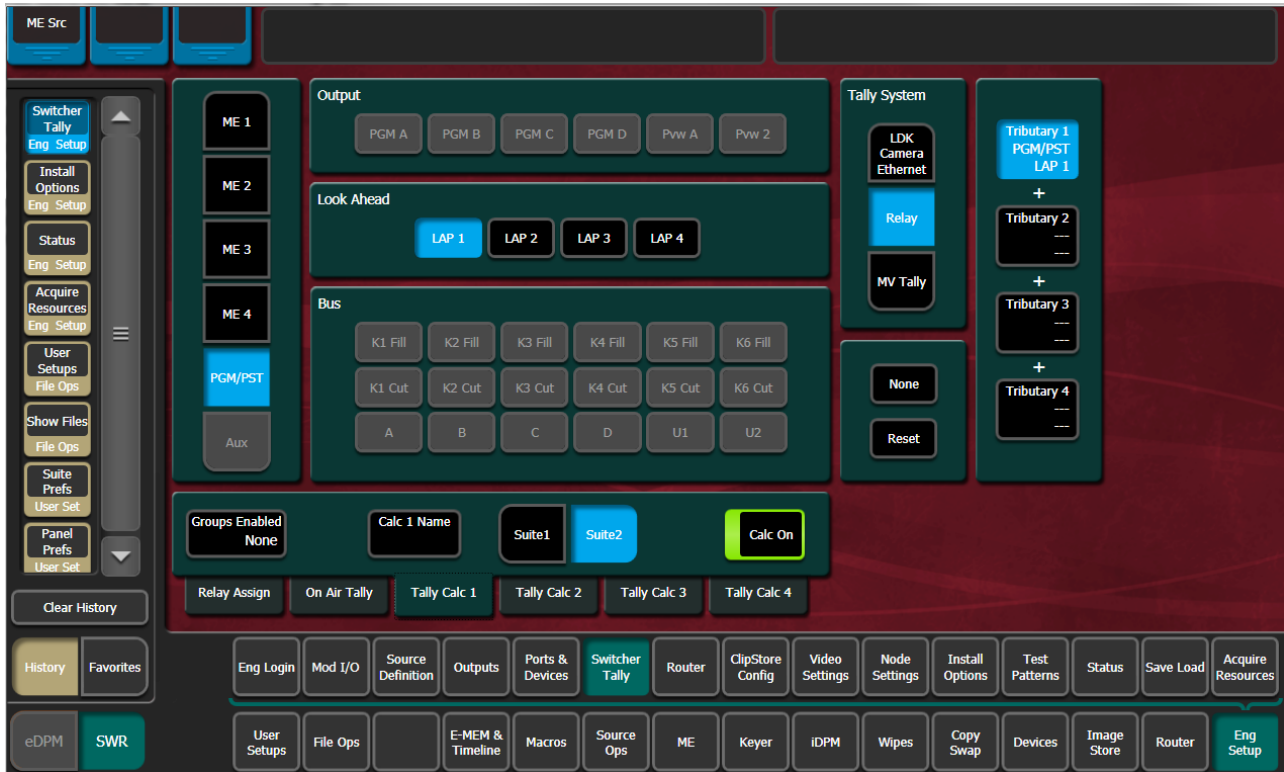 ME Src
Switcher
Tally
Eng Setup
Install
Options
Eng Setup
Status
Eng Setup
Acquire
Resources
Eng Setup
User
Setups
File Ops
Show Files
File Ops
Suite
Prefs
User Set
Panel
Prefs
User Set
Clear History
History
Favorites
eDPM
SWR
ME 1
ME 2
ME 3
ME 4
PGM/PST
Aux
Output
PGM A
PGM B
PGM C
PGM D
Pvw A
Pvw 2
Look Ahead
LAP 1
LAP 2
LAP 3
LAP 4
Bus
K1 Fill
K2 Fill
K3 Fill
K4 Fill
K5 Fill
K6 Fill
K1 Cut
K2 Cut
K3 Cut
K4 Cut
K5 Cut
K6 Cut
A
B
C
D
U1
U2
Tally System
LDK
Camera
Ethernet
Relay
MV Tally
None
Reset
Tributary 1
PGM/PST
LAP 1
+
Tributary 2
---
---
+
Tributary 3
---
---
+
Tributary 4
---
---
Groups Enabled
None
Calc 1 Name
Suite1
Suite2
Calc On
Relay Assign
On Air Tally
Tally Calc 1
Tally Calc 2
Tally Calc 3
Tally Calc 4
Eng Login
Mod I/O
Source
Definition
Outputs
Ports &
Devices
Switcher
Tally
Router
ClipStore
Config
Video
Settings
Node
Settings
Install
Options
Test
Patterns
Status
Save Load
Acquire
Resources
User
Setups
File Ops
E-MEM &
Timeline
Macros
Source
Ops
ME
Keyer
iDPM
Wipes
Copy
Swap
Devices
Image
Store
Router
Eng
Setup